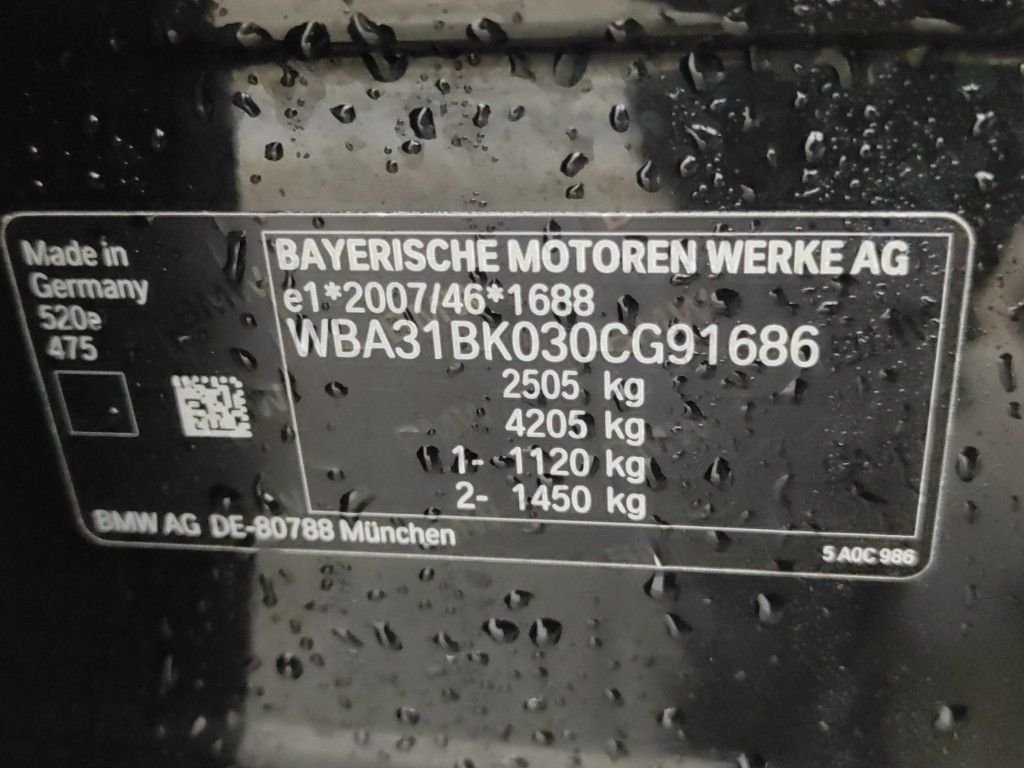 Made in
Germany
520e
475
BAYERISCHE MOTOREN WERKE AG
e1*2007/46*1688
WBA31BK030CG91686
2505 kg
4205 kg
1- 1120 kg
2- 1450 kg
BMW AG DE-80788 München
5 A0C 986